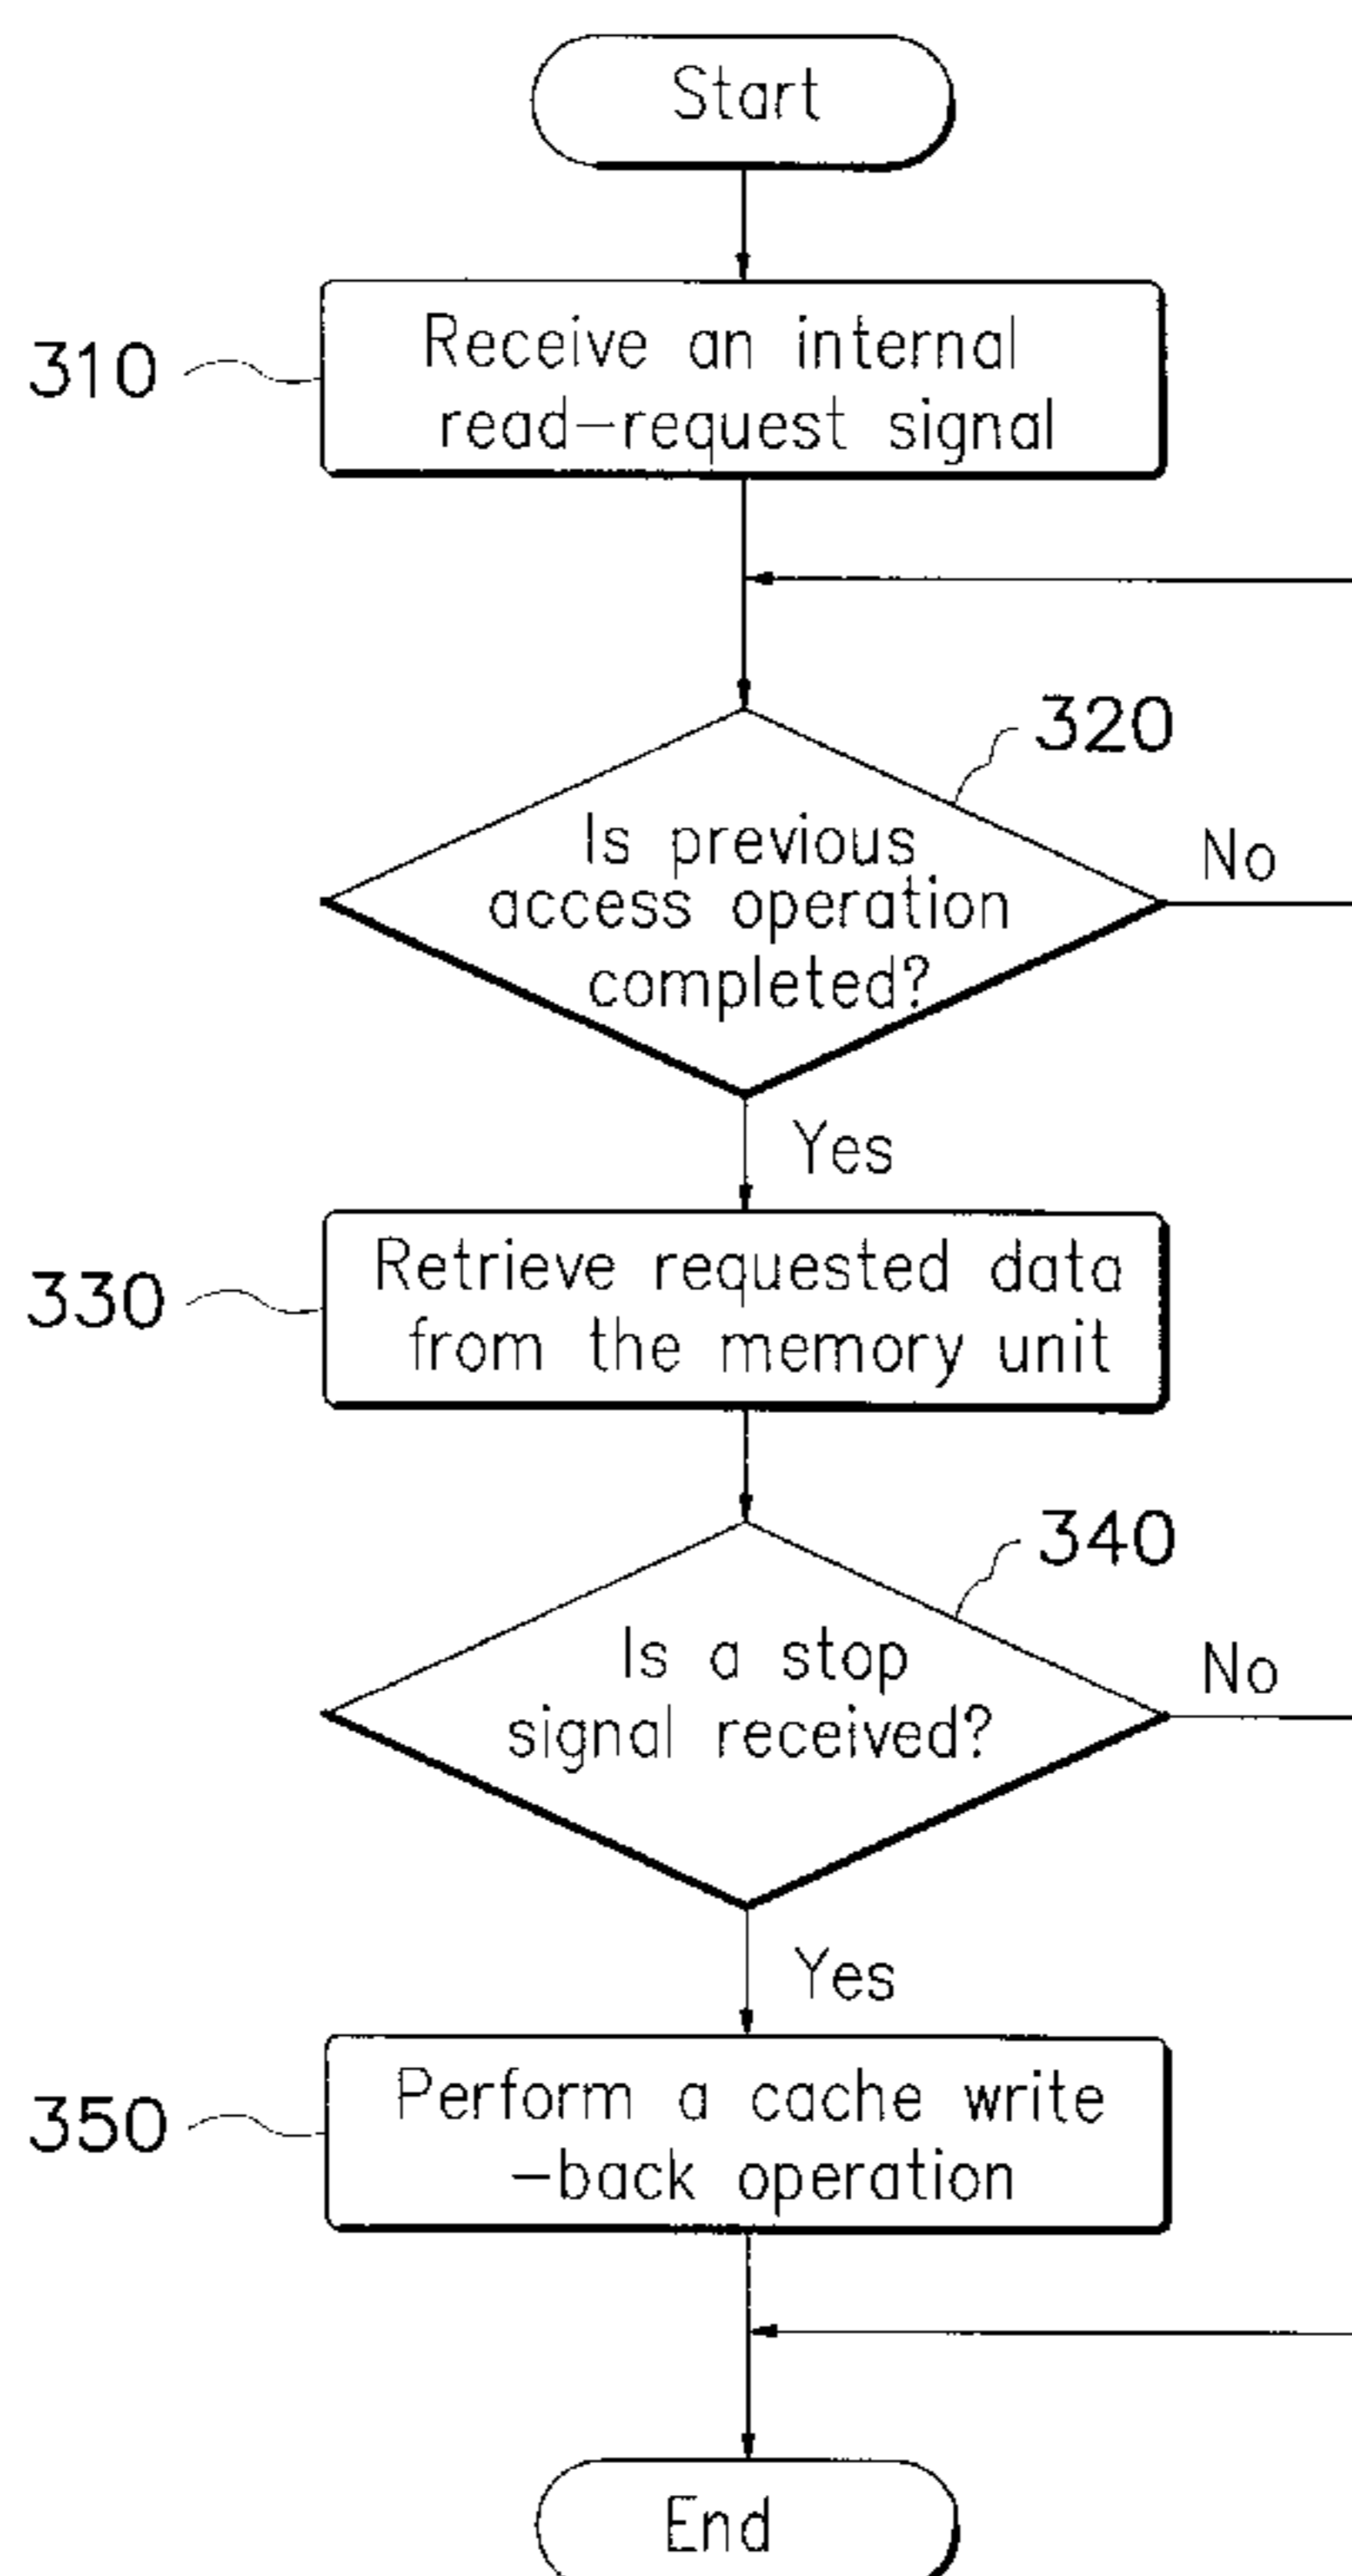 Start
310
Receive an internal
read-request signal
320
Is previous
access operation
completed?
No
Yes
330
Retrieve requested data
from the memory unit
340
Is a stop
signal received?
No
Yes
350
Perform a cache write
-back operation
End